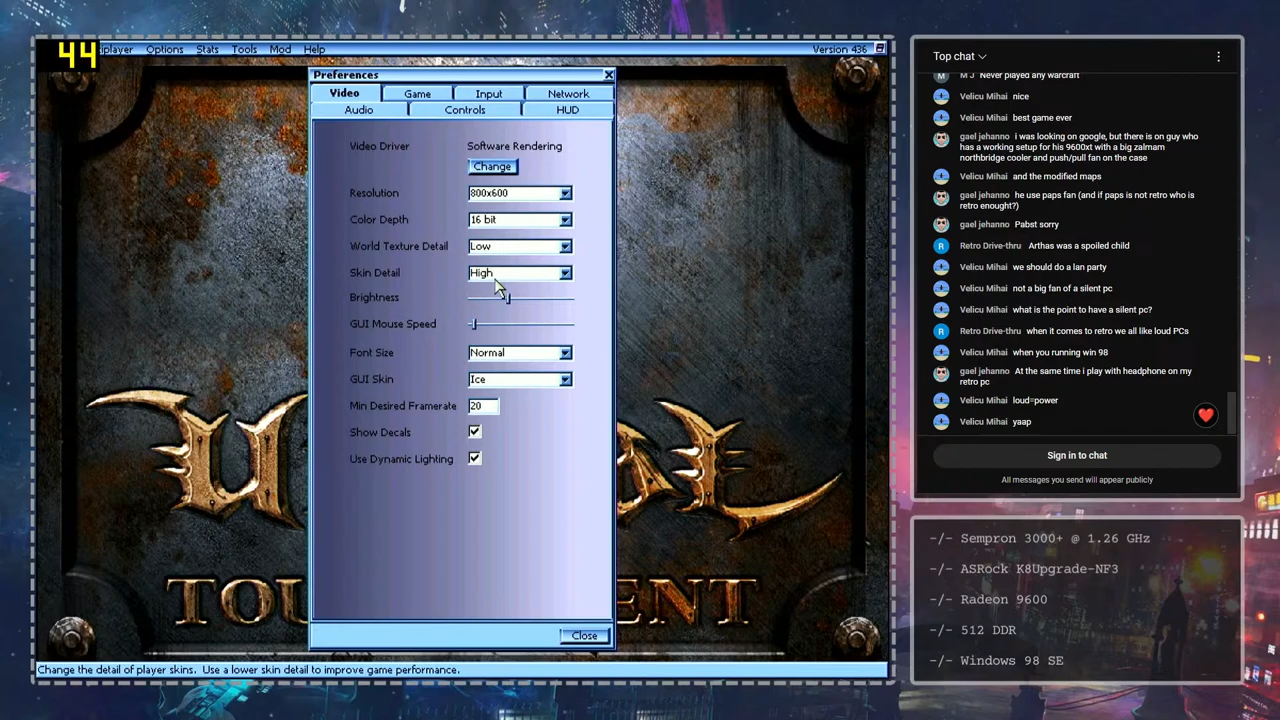 44
tiplayer Options Stats Tools Mod Help Version 436
Preferences
Video Game Input Network
Audio Controls HUD
Video Driver Software Rendering
Change
Resolution 800x600
Color Depth 16 bit
World Texture Detail Low
Skin Detail High
Brightness
GUI Mouse Speed
Font Size Normal
GUI Skin Ice
Min Desired Framerate 20
Show Decals
Use Dynamic Lighting
Close
TOU ENT
Change the detail of player skins. Use a lower skin detail to improve game performance.
Top chat
M J Never played any warcraft
Velicu Mihai nice
Velicu Mihai best game ever
gael jehanno i was looking on google, but there is on guy who
has a working setup for his 9600xt with a big zalmam
northbridge cooler and push/pull fan on the case
Velicu Mihai and the modified maps
gael jehanno he use paps fan (and if paps is not retro who is
retro enought?)
gael jehanno Pabst sorry
R Retro Drive-thru Arthas was a spoiled child
Velicu Mihai we should do a lan party
Velicu Mihai not a big fan of a silent pc
Velicu Mihai what is the point to have a silent pc?
R Retro Drive-thru when it comes to retro we all like loud PCs
Velicu Mihai when you running win 98
gael jehanno At the same time i play with headphone on my
retro pc
Velicu Mihai loud=power
Velicu Mihai yaap
Sign in to chat
All messages you send will appear publicly
-/- Sempron 3000+ @ 1.26 GHz
-/- ASRock K8Upgrade-NF3
-/- Radeon 9600
-/- 512 DDR
-/- Windows 98 SE